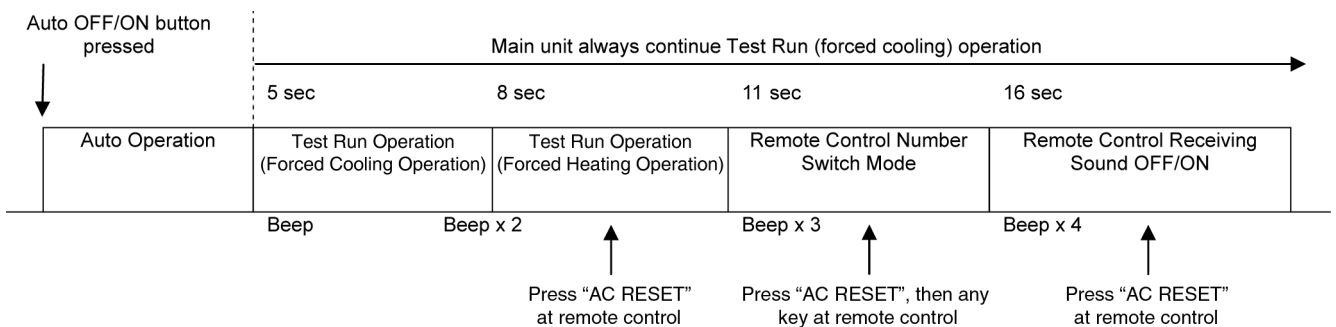 Auto OFF/ON button
pressed
Main unit always continue Test Run (forced cooling) operation
5 sec
8 sec
11 sec
16 sec
Auto Operation
Test Run Operation
(Forced Cooling Operation)
Test Run Operation
(Forced Heating Operation)
Remote Control Number
Switch Mode
Remote Control Receiving
Sound OFF/ON
Beep
Beep x 2
Beep x 3
Beep x 4
Press “AC RESET”
at remote control
Press “AC RESET”, then any
key at remote control
Press “AC RESET”
at remote control